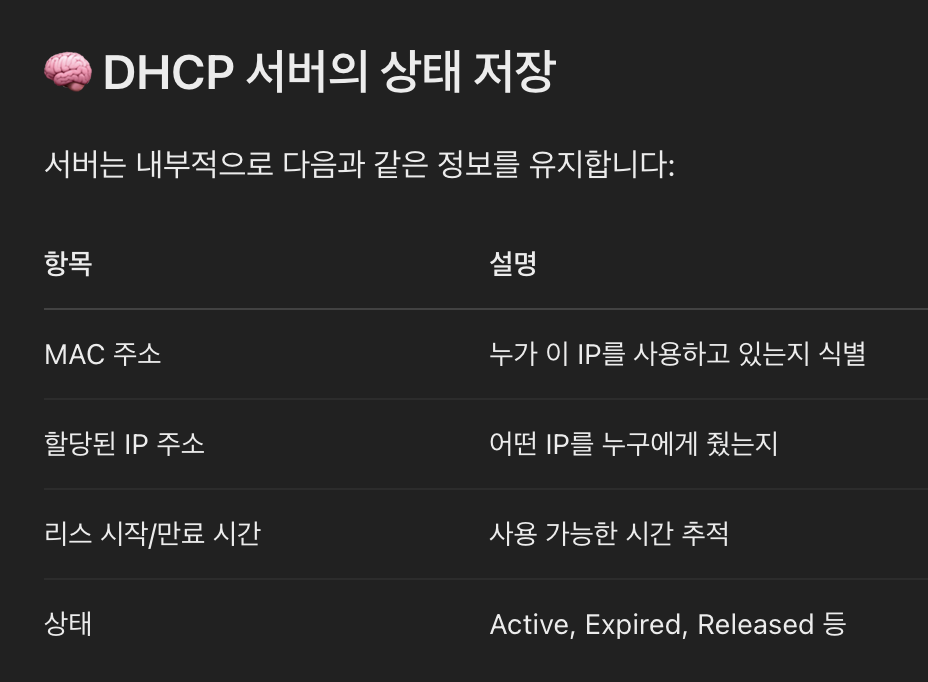 🧠 DHCP 서버의 상태 저장
서버는 내부적으로 다음과 같은 정보를 유지합니다:
항목 설명
MAC 주소 누가 이 IP를 사용하고 있는지 식별
할당된 IP 주소 어떤 IP를 누구에게 줬는지
리스 시작/만료 시간 사용 가능한 시간 추적
상태 Active, Expired, Released 등